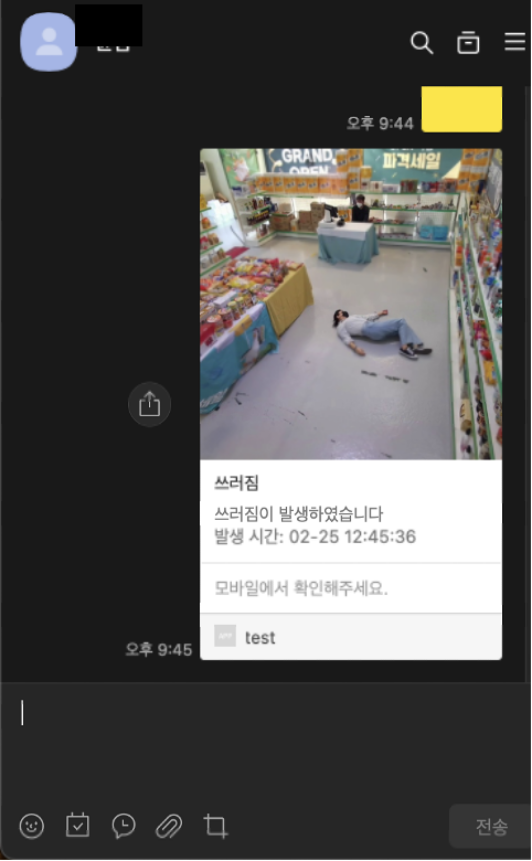 오후 9:44
GRAND
OPEN
파격세일
쓰러짐
쓰러짐이 발생하였습니다
발생 시간: 02-25 12:45:36
모바일에서 확인해주세요.
test
오후 9:45
전송